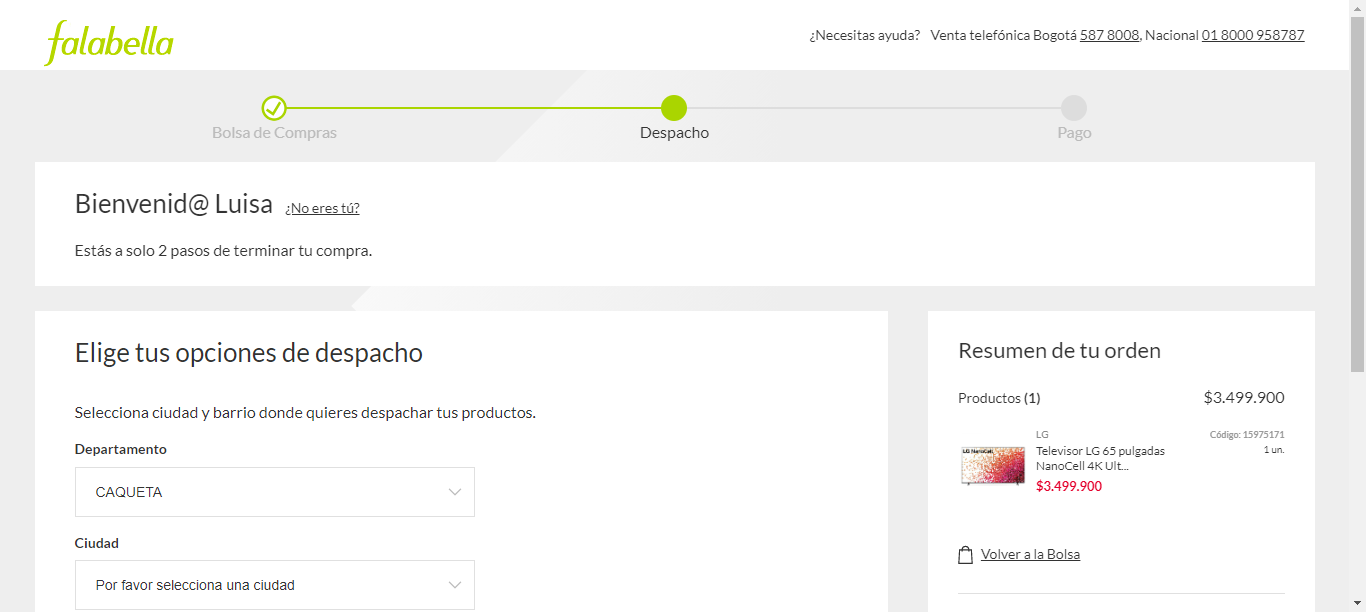 falabella
¿Necesitas ayuda? Venta telefónica Bogotá 587 8008, Nacional 01 8000 958787
Bolsa de Compras
Despacho
Pago
Bienvenid@ Luisa ¿No eres tú?
Estás a solo 2 pasos de terminar tu compra.
Elige tus opciones de despacho
Selecciona ciudad y barrio donde quieres despachar tus productos.
Departamento
CAQUETA
Ciudad
Por favor selecciona una ciudad
Resumen de tu orden
Productos (1) $3.499.900
LG Código: 15975171
LG NanoCell
Televisor LG 65 pulgadas 1 un.
NanoCell 4K Ult...
$3.499.900
Volver a la Bolsa